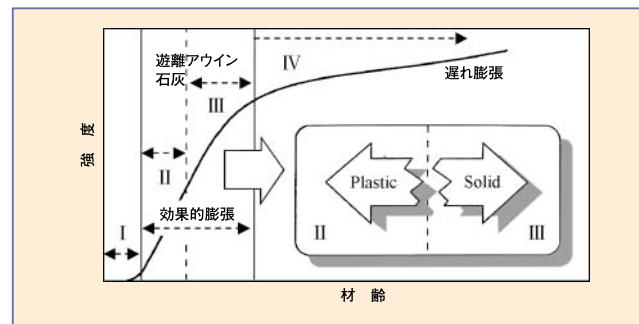 遊離アウイン
石灰
IV
遅れ膨張
III
II
効果的膨張
I
Plastic
Solid
II
III
強度
材 齢